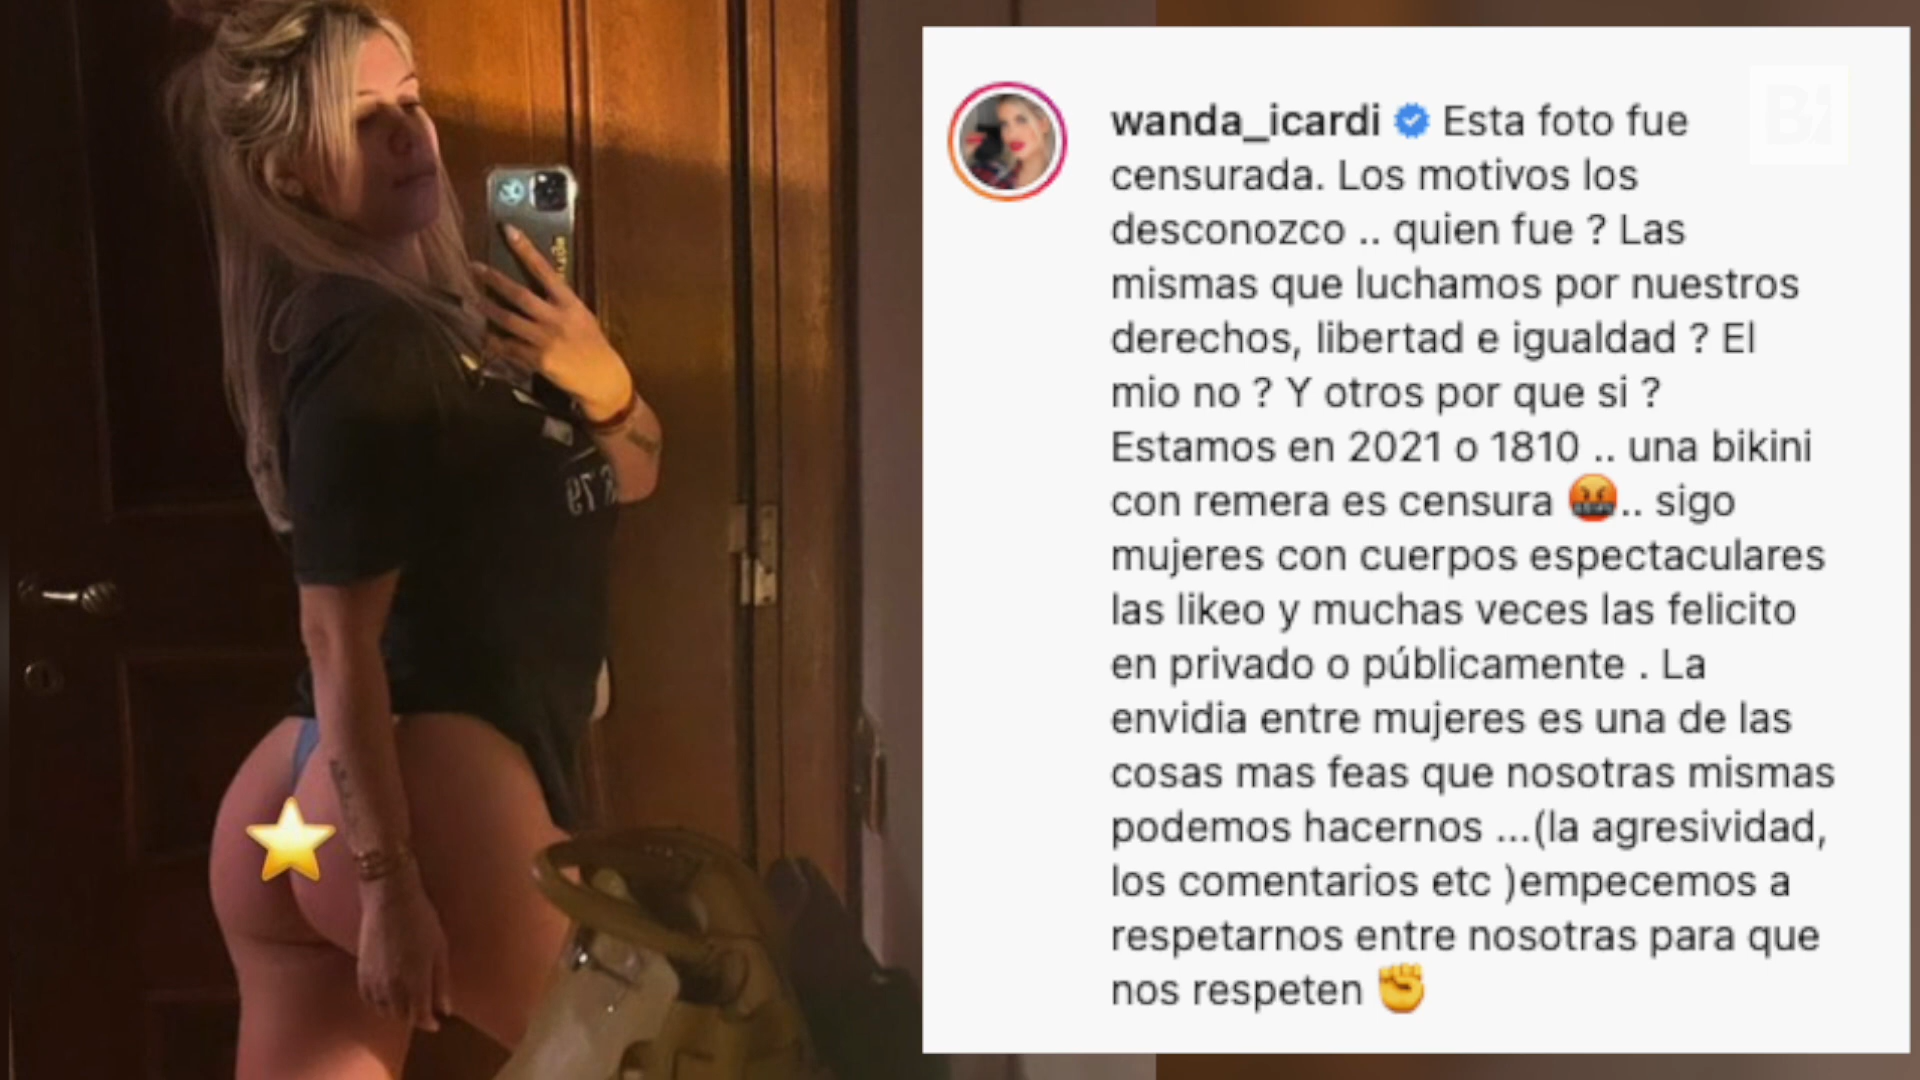 wanda_icardi Esta foto fue
censurada. Los motivos los
desconozco .. quien fue ? Las
mismas que luchamos por nuestros
derechos, libertad e igualdad ? El
mio no ? Y otros por que si ?
Estamos en 2021 o 1810 .. una bikini
con remera es censura 🤬.. sigo
mujeres con cuerpos espectaculares
las likeo y muchas veces las felicito
en privado o públicamente . La
envidia entre mujeres es una de las
cosas mas feas que nosotras mismas
podemos hacernos ...(la agresividad,
los comentarios etc )empecemos a
respetarnos entre nosotras para que
nos respeten ✊